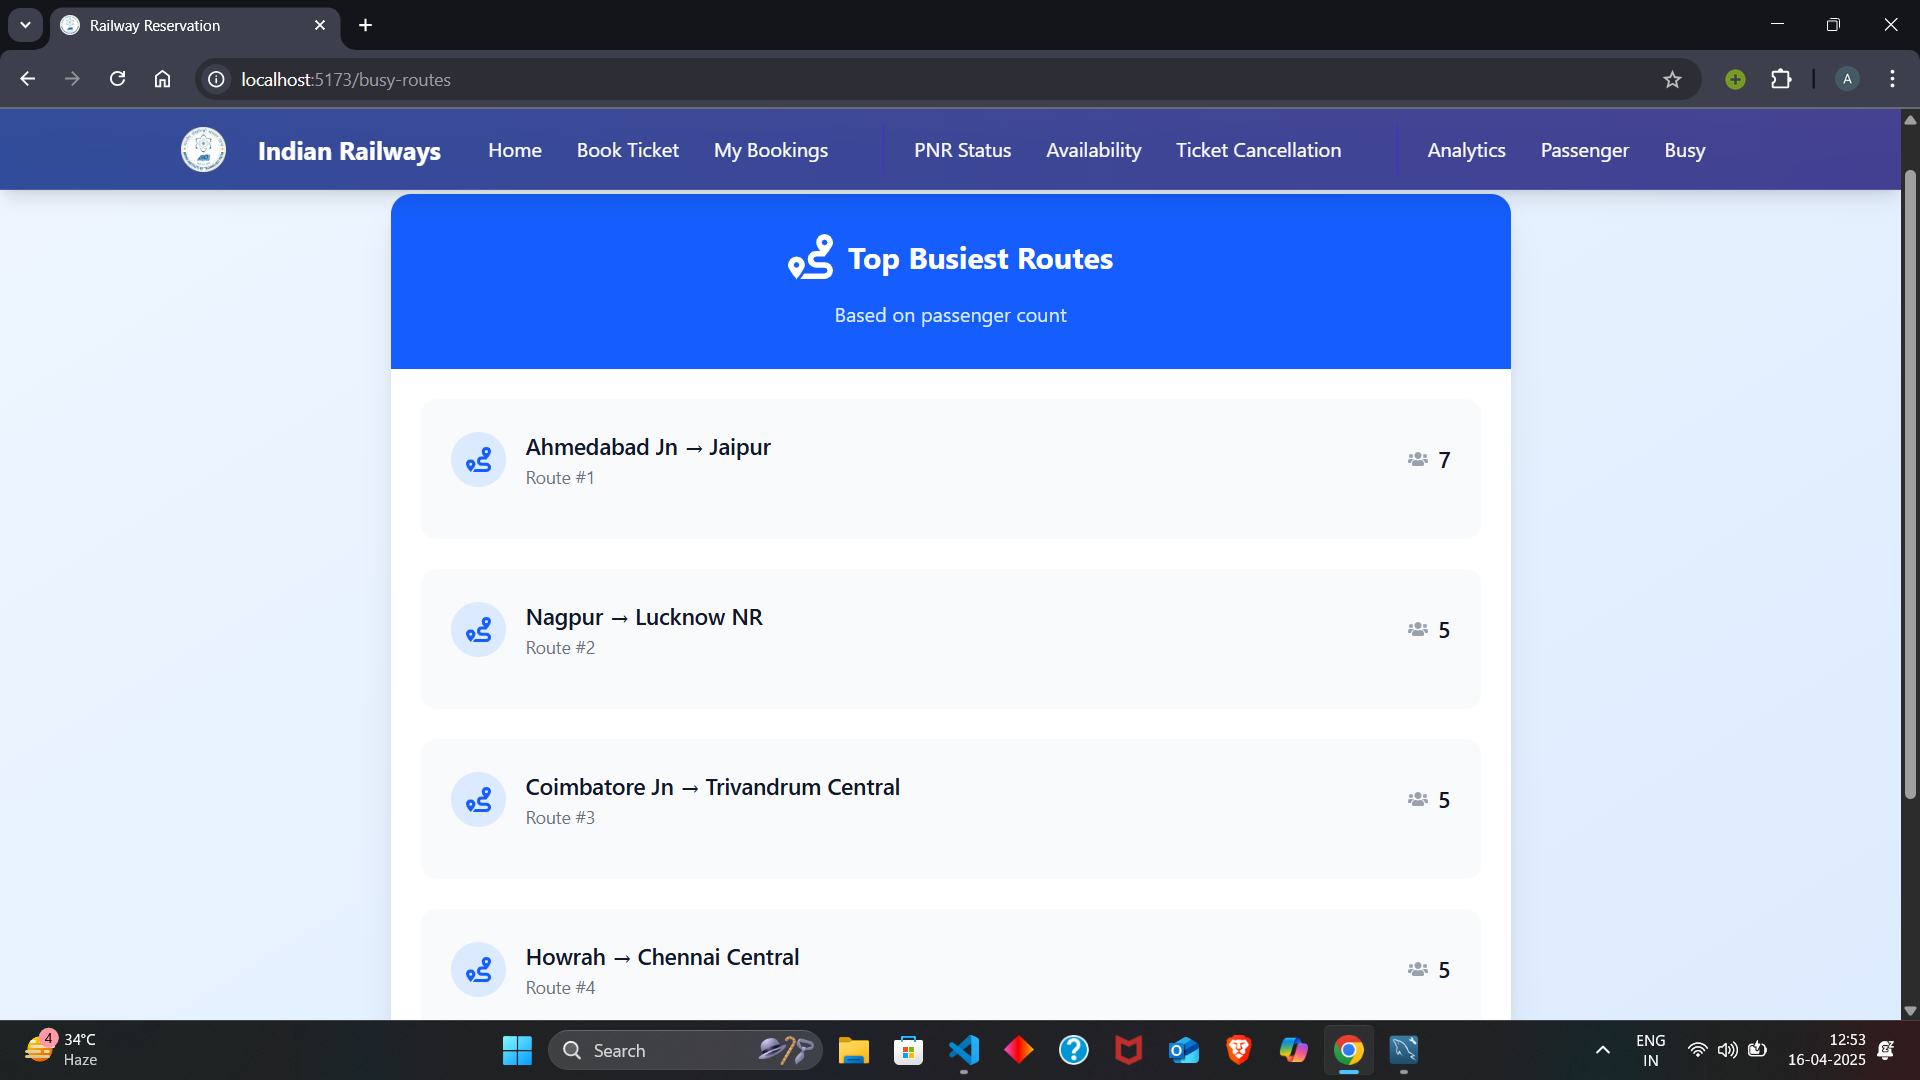 Railway Reservation
localhost:5173/busy-routes
A
Indian Railways
Home
Book Ticket
My Bookings
PNR Status
Availability
Ticket Cancellation
Analytics
Passenger
Busy
Top Busiest Routes
Based on passenger count
Ahmedabad Jn → Jaipur
Route #1
7
Nagpur → Lucknow NR
Route #2
5
Coimbatore Jn → Trivandrum Central
Route #3
5
Howrah → Chennai Central
Route #4
5
4
34°C
Haze
Search
ENG
IN
12:53
16-04-2025